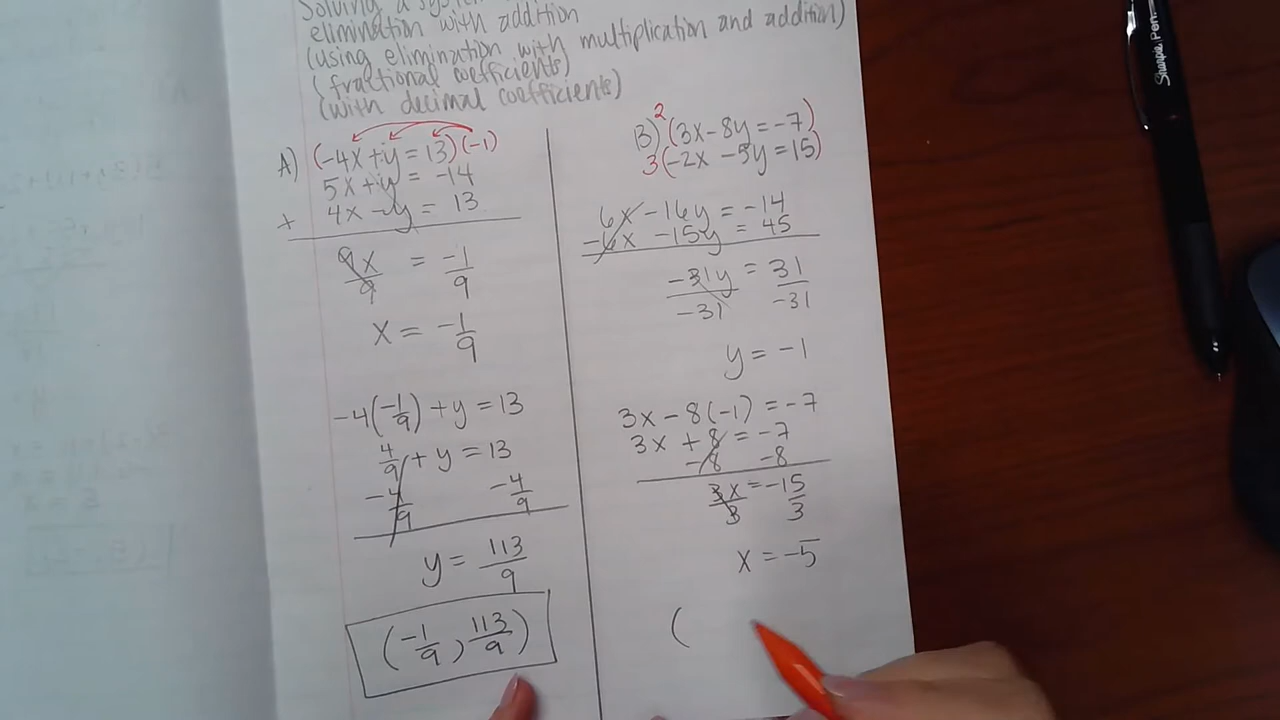 Solving a system
elimination with addition
(using elimination with multiplication and addition)
(fractional coefficients)
(with decimal coefficients)
A) (-4x+y = 13)(-1)
5x+y = -14
+ 4x -y = 13
9x/9 = -1/9
x = -1/9
-4(-1/9) + y = 13
4/9 + y = 13
-4/9 -4/9
y = 113/9
(-1/9, 113/9)
B) 2(3x-8y = -7)
3(-2x -5y = 15)
6x -16y = -14
-6x -15y = 45
-31y/-31 = 31/-31
y = -1
3x - 8(-1) = -7
3x + 8 = -7
-8 -8
3x/3 = -15/3
x = -5
(
Sharpie Pen.